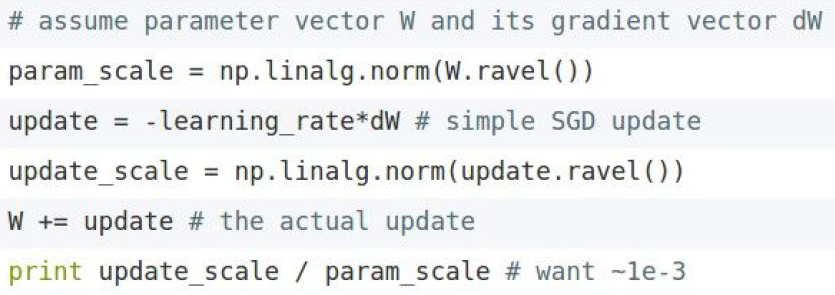 # assume parameter vector W and its gradient vector dW
param_scale = np.linalg.norm(W.ravel())
update = -learning_rate*dW # simple SGD update
update_scale = np.linalg.norm(update.ravel())
W += update # the actual update
print update_scale / param_scale # want ~1e-3